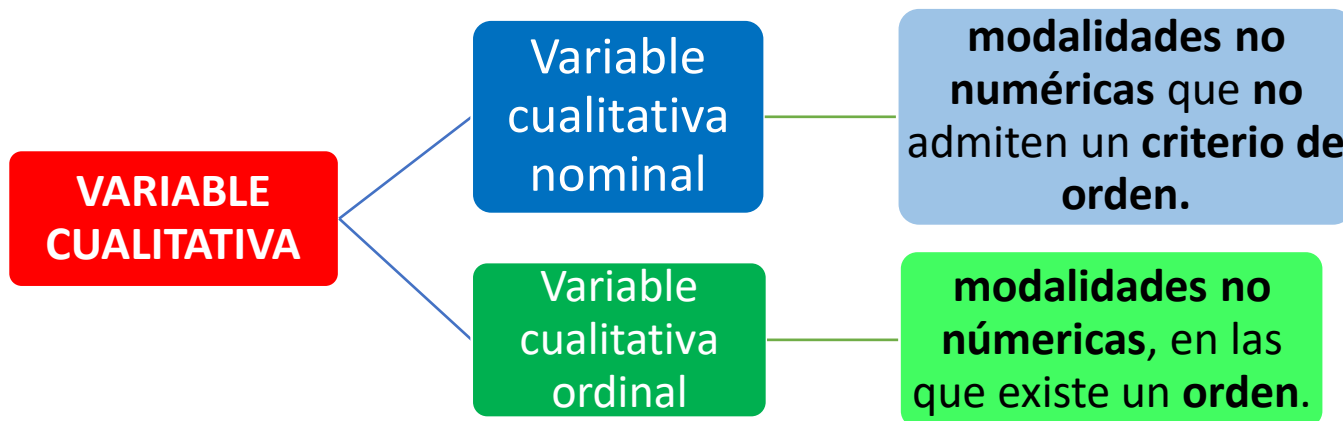 VARIABLE
CUALITATIVA
Variable
cualitativa
nominal
modalidades no
numéricas que no
admiten un criterio de
orden.
Variable
cualitativa
ordinal
modalidades no
númericas, en las
que existe un orden.